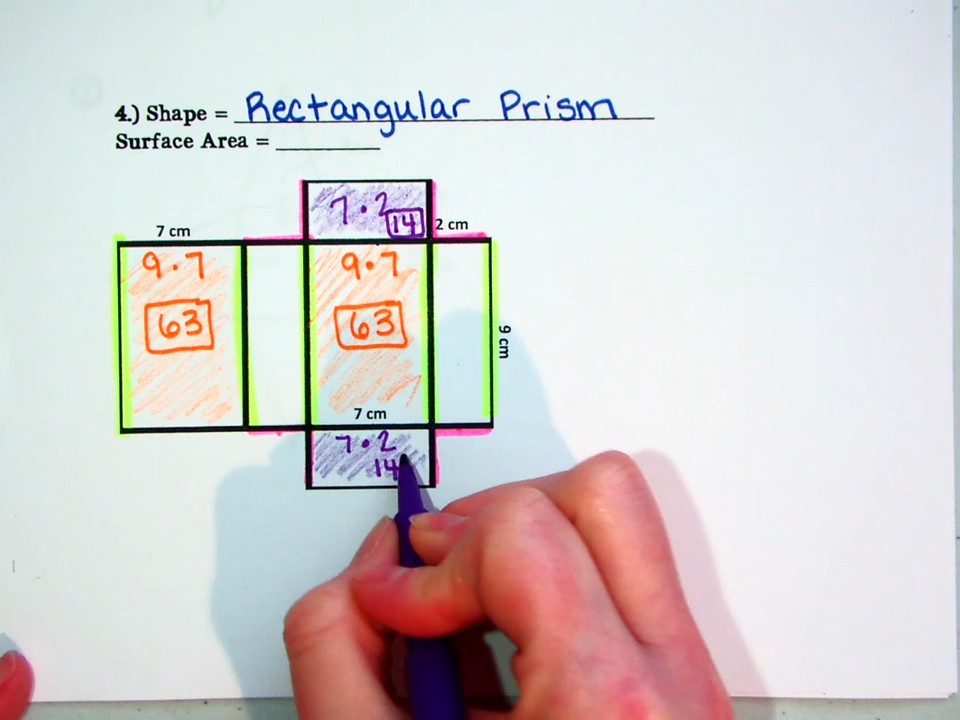 4.) Shape = Rectangular Prism
Surface Area =
7 · 2
14
7 cm
2 cm
9 · 7
9 · 7
63
63
9 cm
7 cm
7 · 2
14